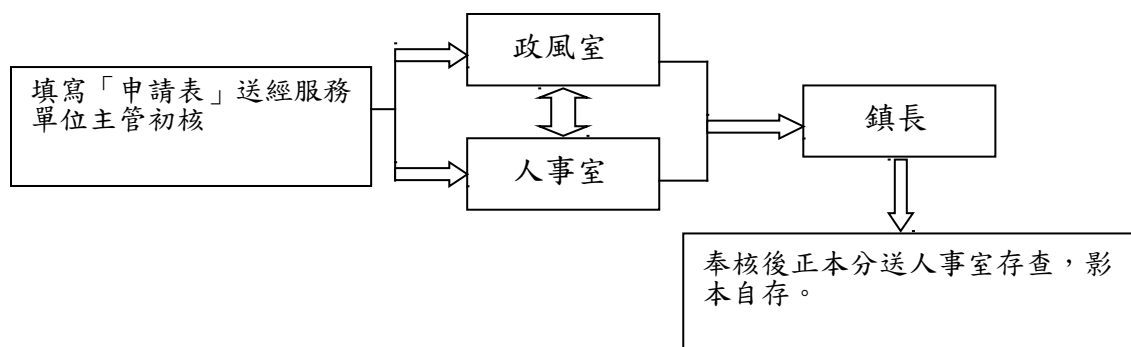 政風室
填寫「申請表」送經服務
單位主管初核
鎮長
人事室
奉核後正本分送人事室存查，影
本自存。